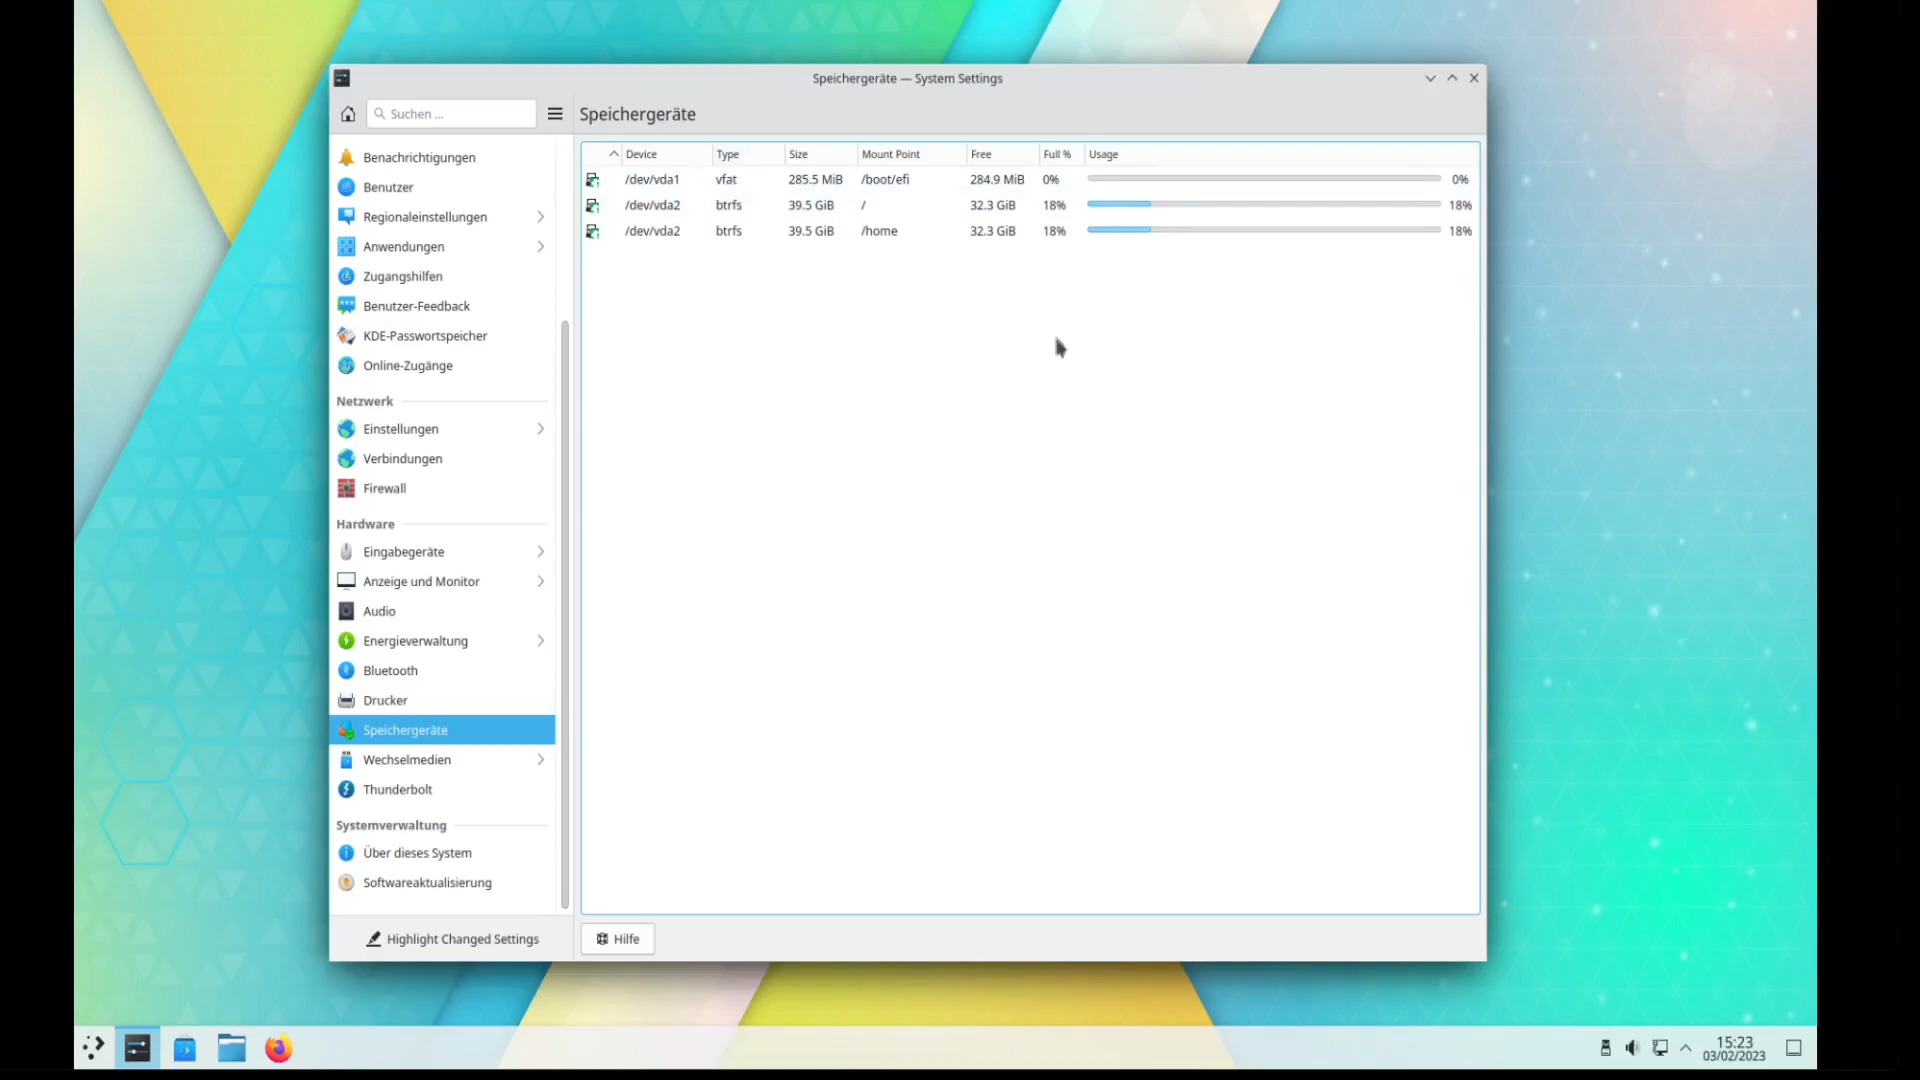 Speichergeräte — System Settings
Suchen ...
Speichergeräte
Benachrichtigungen
Benutzer
Regionaleinstellungen
Anwendungen
Zugangshilfen
Benutzer-Feedback
KDE-Passwortspeicher
Online-Zugänge
Netzwerk
Einstellungen
Verbindungen
Firewall
Hardware
Eingabegeräte
Anzeige und Monitor
Audio
Energieverwaltung
Bluetooth
Drucker
Speichergeräte
Wechselmedien
Thunderbolt
Systemverwaltung
Über dieses System
Softwareaktualisierung
Highlight Changed Settings
Device Type Size Mount Point Free Full % Usage
/dev/vda1 vfat 285.5 MiB /boot/efi 284.9 MiB 0% 0%
/dev/vda2 btrfs 39.5 GiB / 32.3 GiB 18% 18%
/dev/vda2 btrfs 39.5 GiB /home 32.3 GiB 18% 18%
Hilfe
15:23
03/02/2023